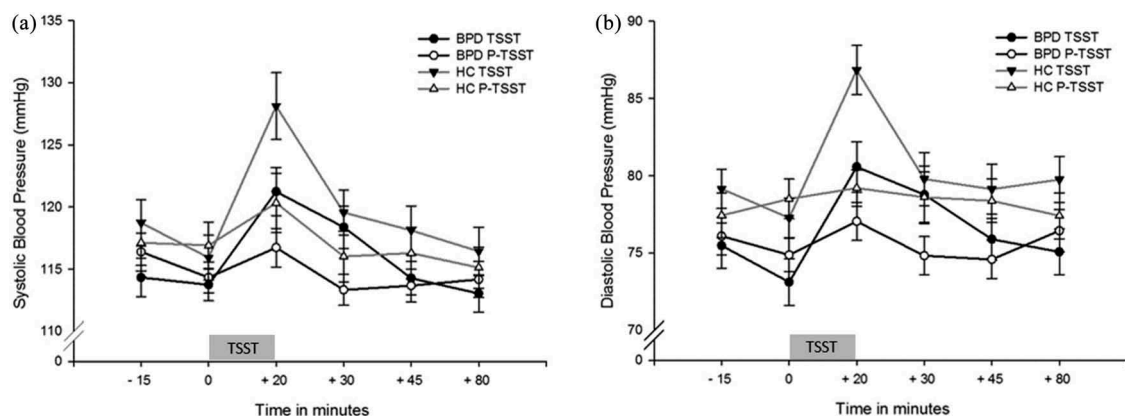 (a)
135
130
125
120
115
110
0
Systolic Blood Pressure (mmHg)
BPD TSST
BPD P-TSST
HC TSST
HC P-TSST
TSST
- 15
0
+ 20
+ 30
+ 45
+ 80
Time in minutes
(b)
90
85
80
75
70
0
Diastolic Blood Pressure (mmHg)
BPD TSST
BPD P-TSST
HC TSST
HC P-TSST
TSST
- 15
0
+ 20
+ 30
+ 45
+ 80
Time in minutes